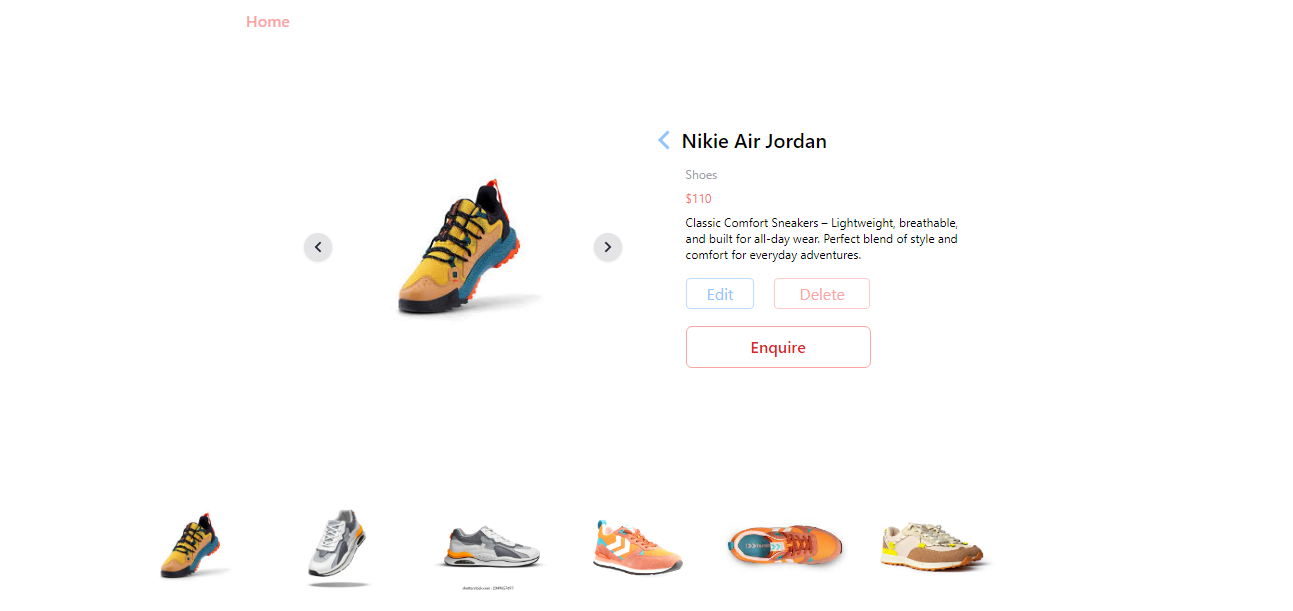 Home
Nikie Air Jordan
Shoes
$110
Classic Comfort Sneakers – Lightweight, breathable,
and built for all-day wear. Perfect blend of style and
comfort for everyday adventures.
Edit
Delete
Enquire